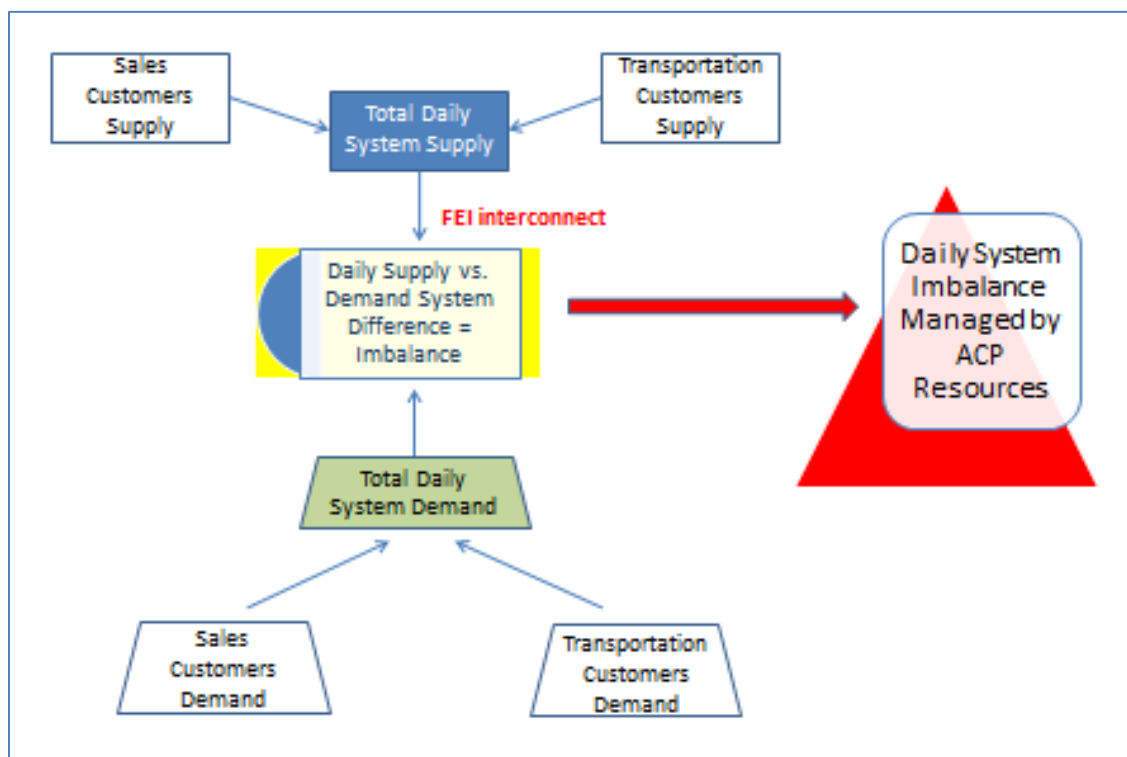 Sales
Customers
Supply
Transportation
Customers
Supply
Total Daily
System Supply
FEI interconnect
Daily Supply vs.
Demand System
Difference =
Imbalance
Daily System
Imbalance
Managed by
ACP
Resources
Total Daily
System Demand
Sales
Customers
Demand
Transportation
Customers
Demand